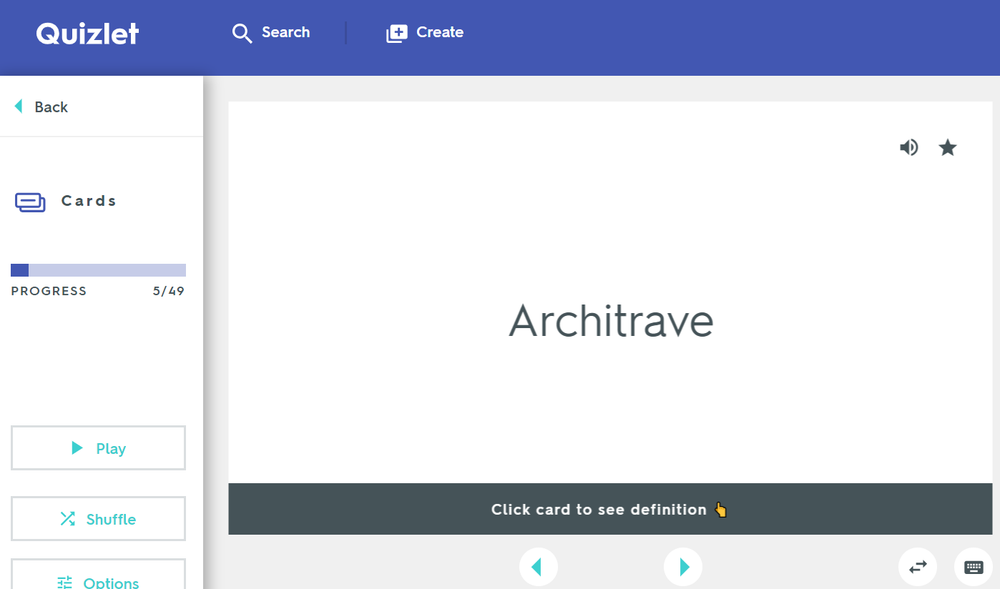 Quizlet
Search
Create
Back
Cards
PROGRESS 5/49
Play
Shuffle
Options
Architrave
Click card to see definition 👆